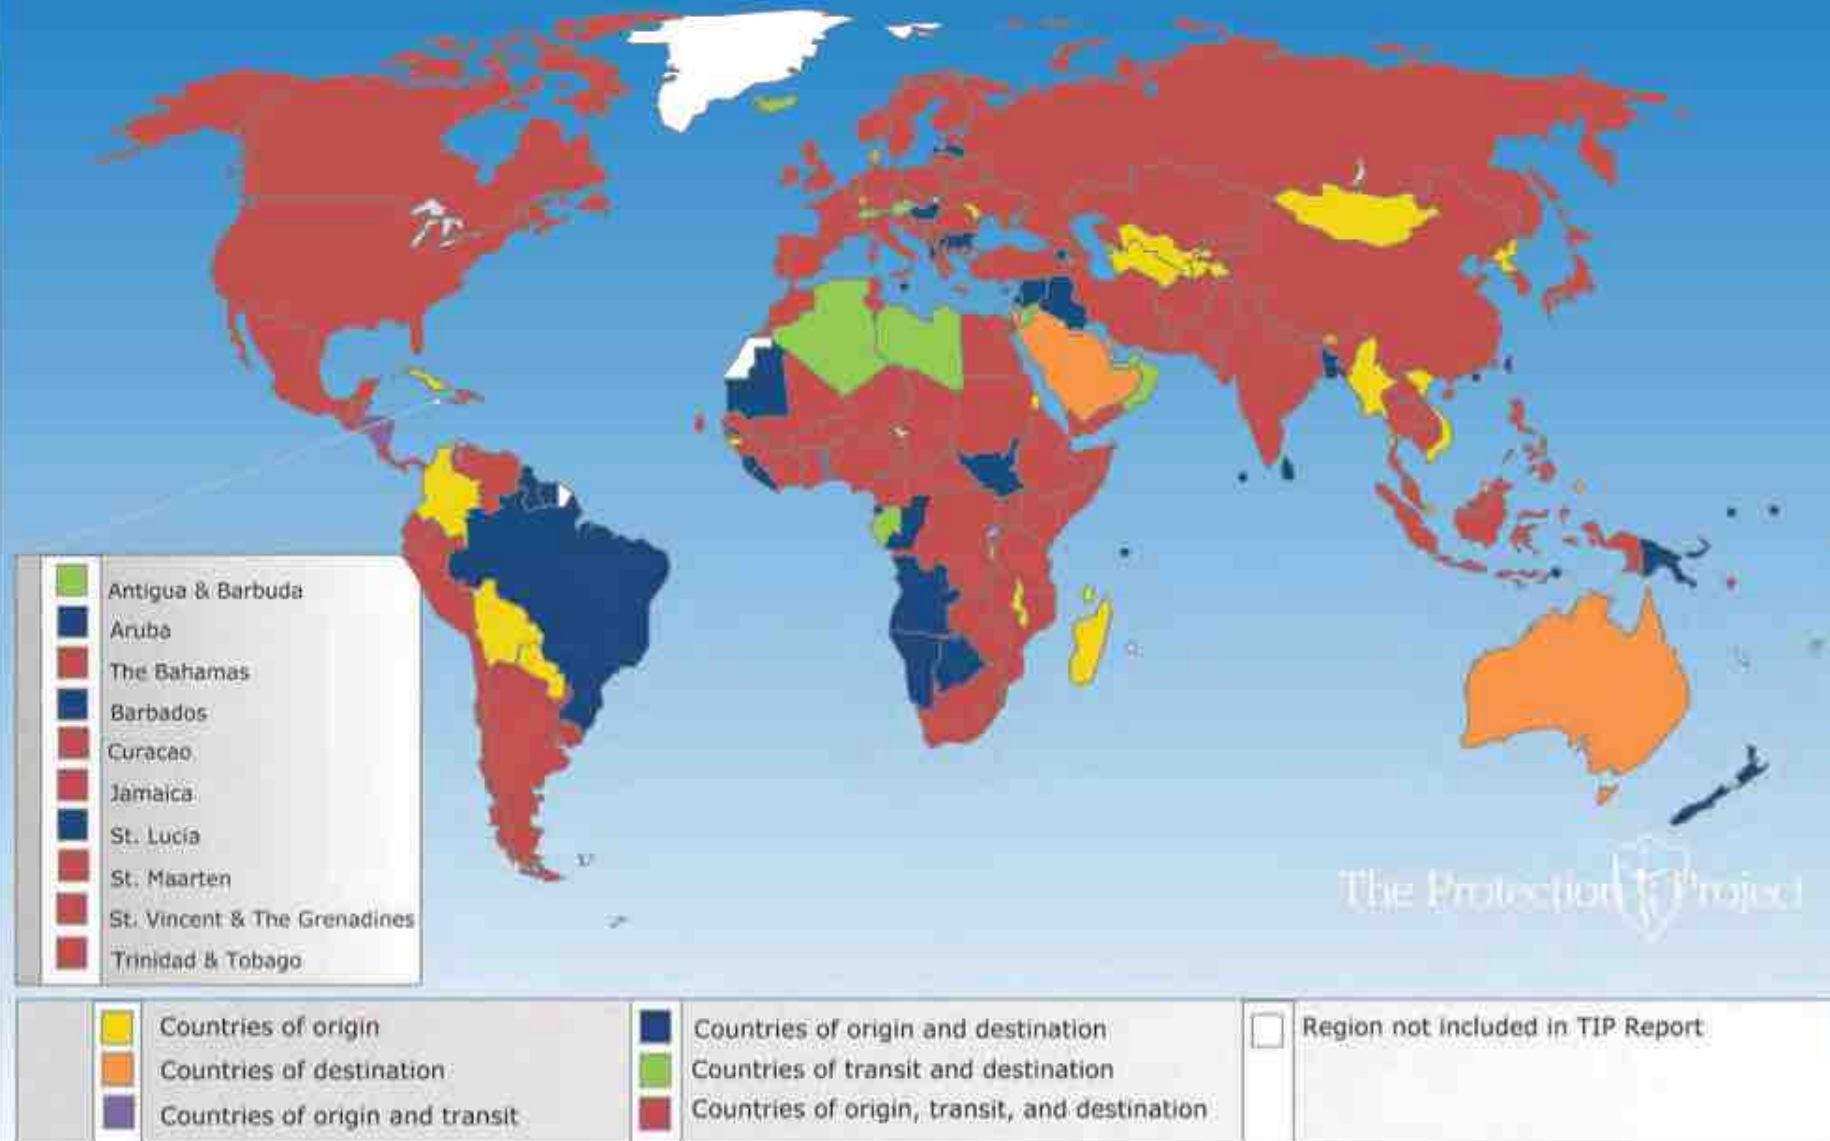 Antigua & Barbuda
Aruba
The Bahamas
Barbados
Curacao
Jamaica
St. Lucia
St. Maarten
St. Vincent & The Grenadines
Trinidad & Tobago
The Protection Project
Countries of origin
Countries of destination
Countries of origin and transit
Countries of origin and destination
Countries of transit and destination
Countries of origin, transit, and destination
Region not included in TIP Report